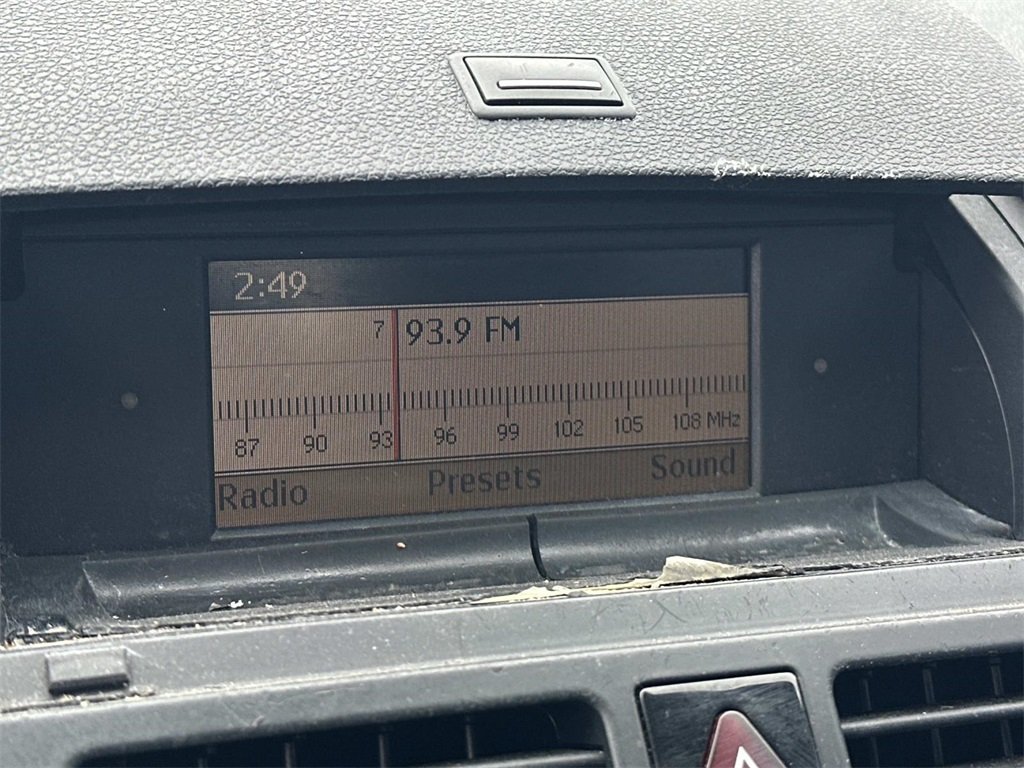 2:49
7 93.9 FM
87 90 93 96 99 102 105 108 MHz
Radio Presets Sound